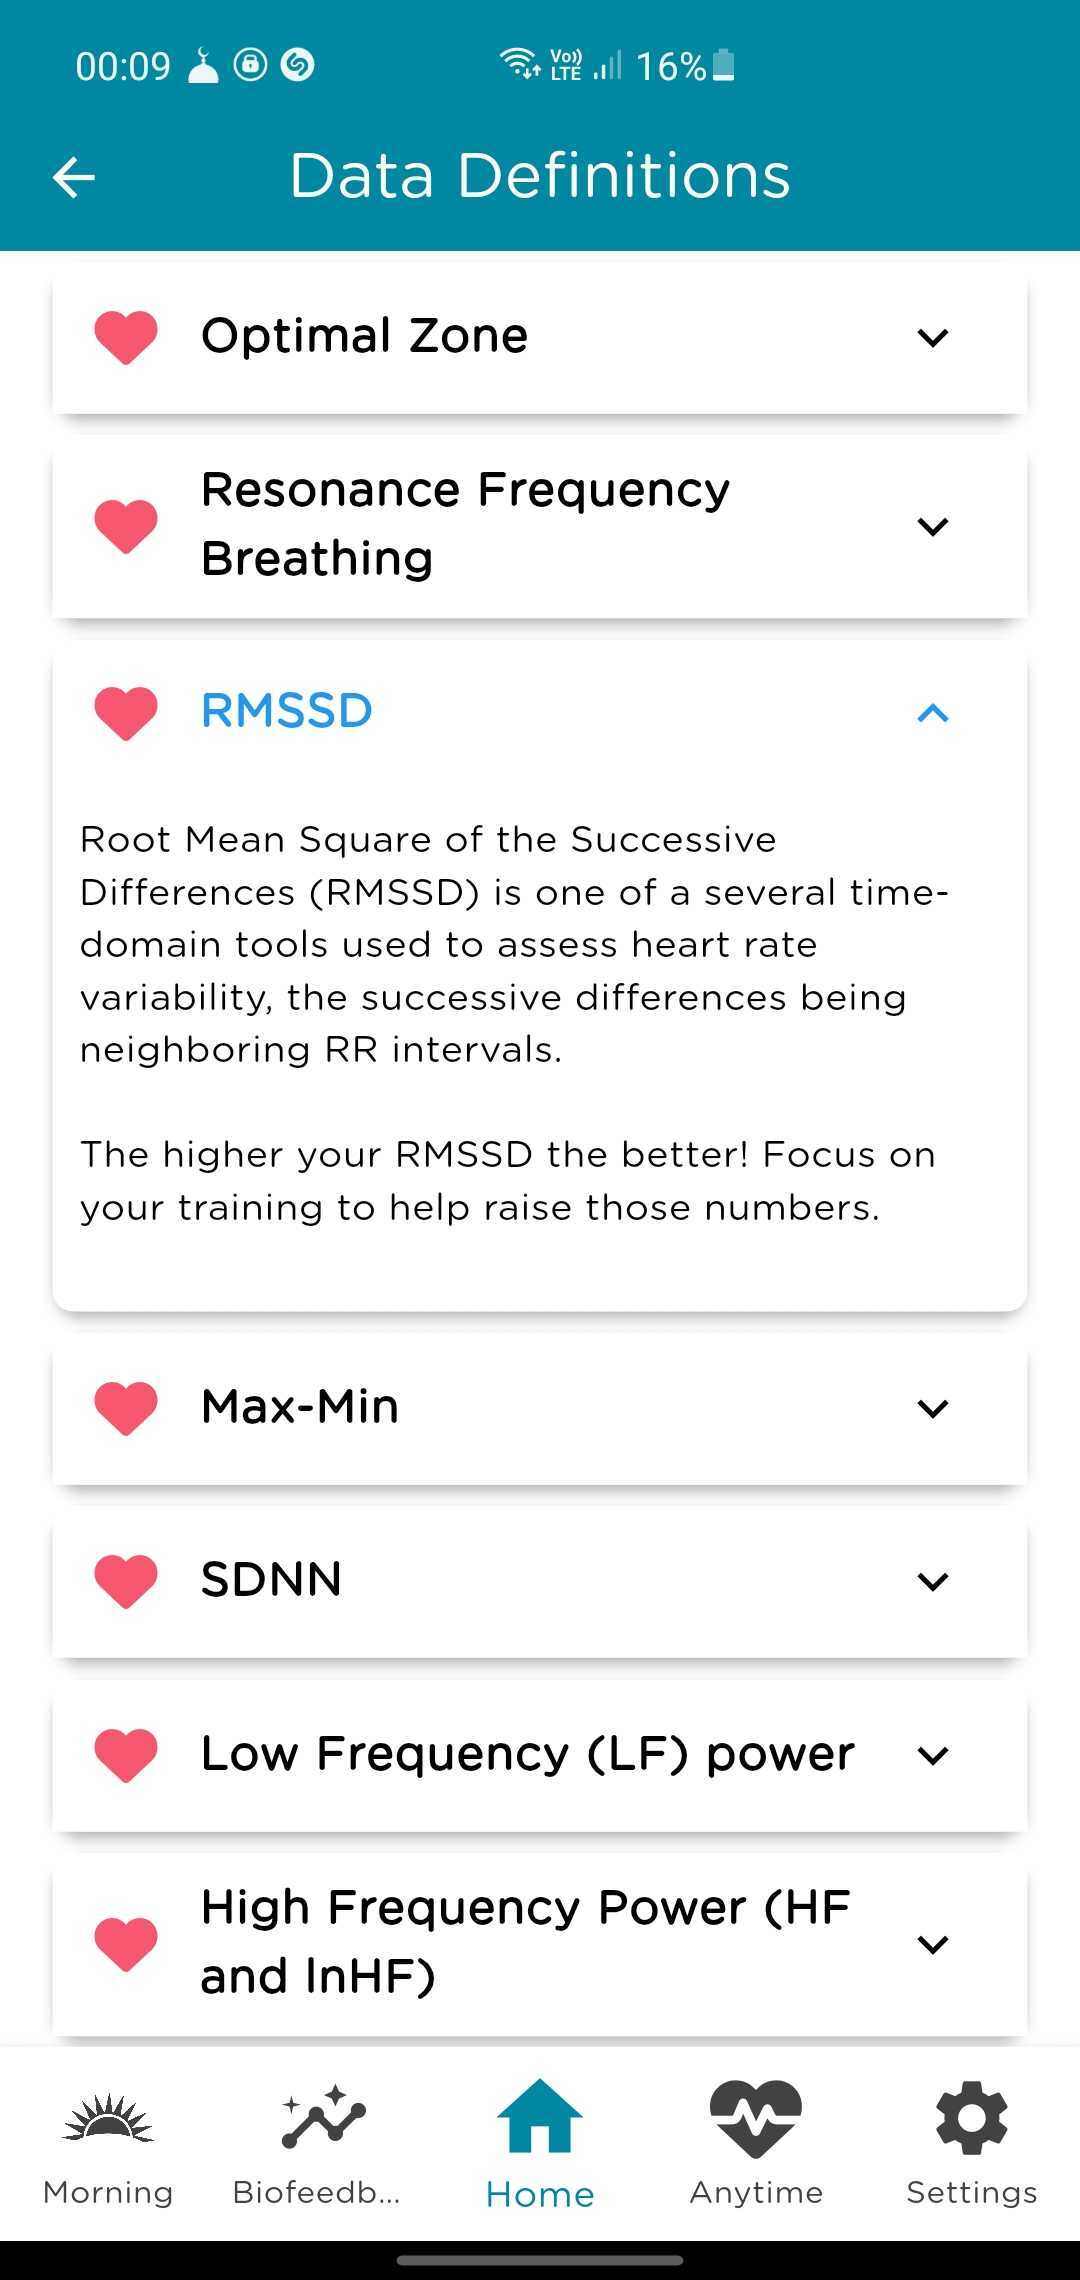 00:09 Vo)) LTE 16%
Data Definitions
Optimal Zone
Resonance Frequency
Breathing
RMSSD
Root Mean Square of the Successive
Differences (RMSSD) is one of a several time-
domain tools used to assess heart rate
variability, the successive differences being
neighboring RR intervals.
The higher your RMSSD the better! Focus on
your training to help raise those numbers.
Max-Min
SDNN
Low Frequency (LF) power
High Frequency Power (HF
and lnHF)
Morning Biofeedb... Home Anytime Settings